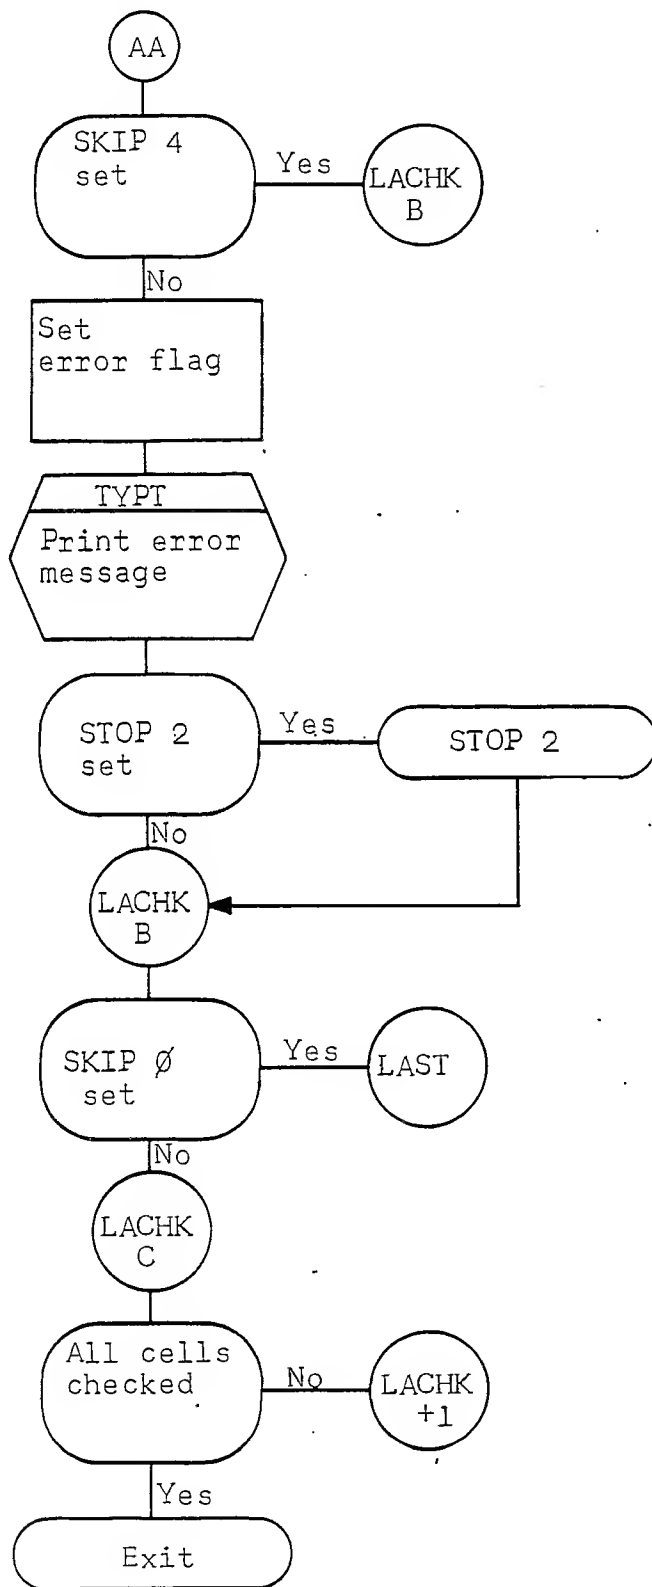 AA
SKIP 4
set
Yes
LACHK
B
No
Set
error flag
TYPT
Print error
message
STOP 2
set
Yes
STOP 2
No
LACHK
B
SKIP Ø
set
Yes
LAST
No
LACHK
C
All cells
checked
No
LACHK
+1
Yes
Exit